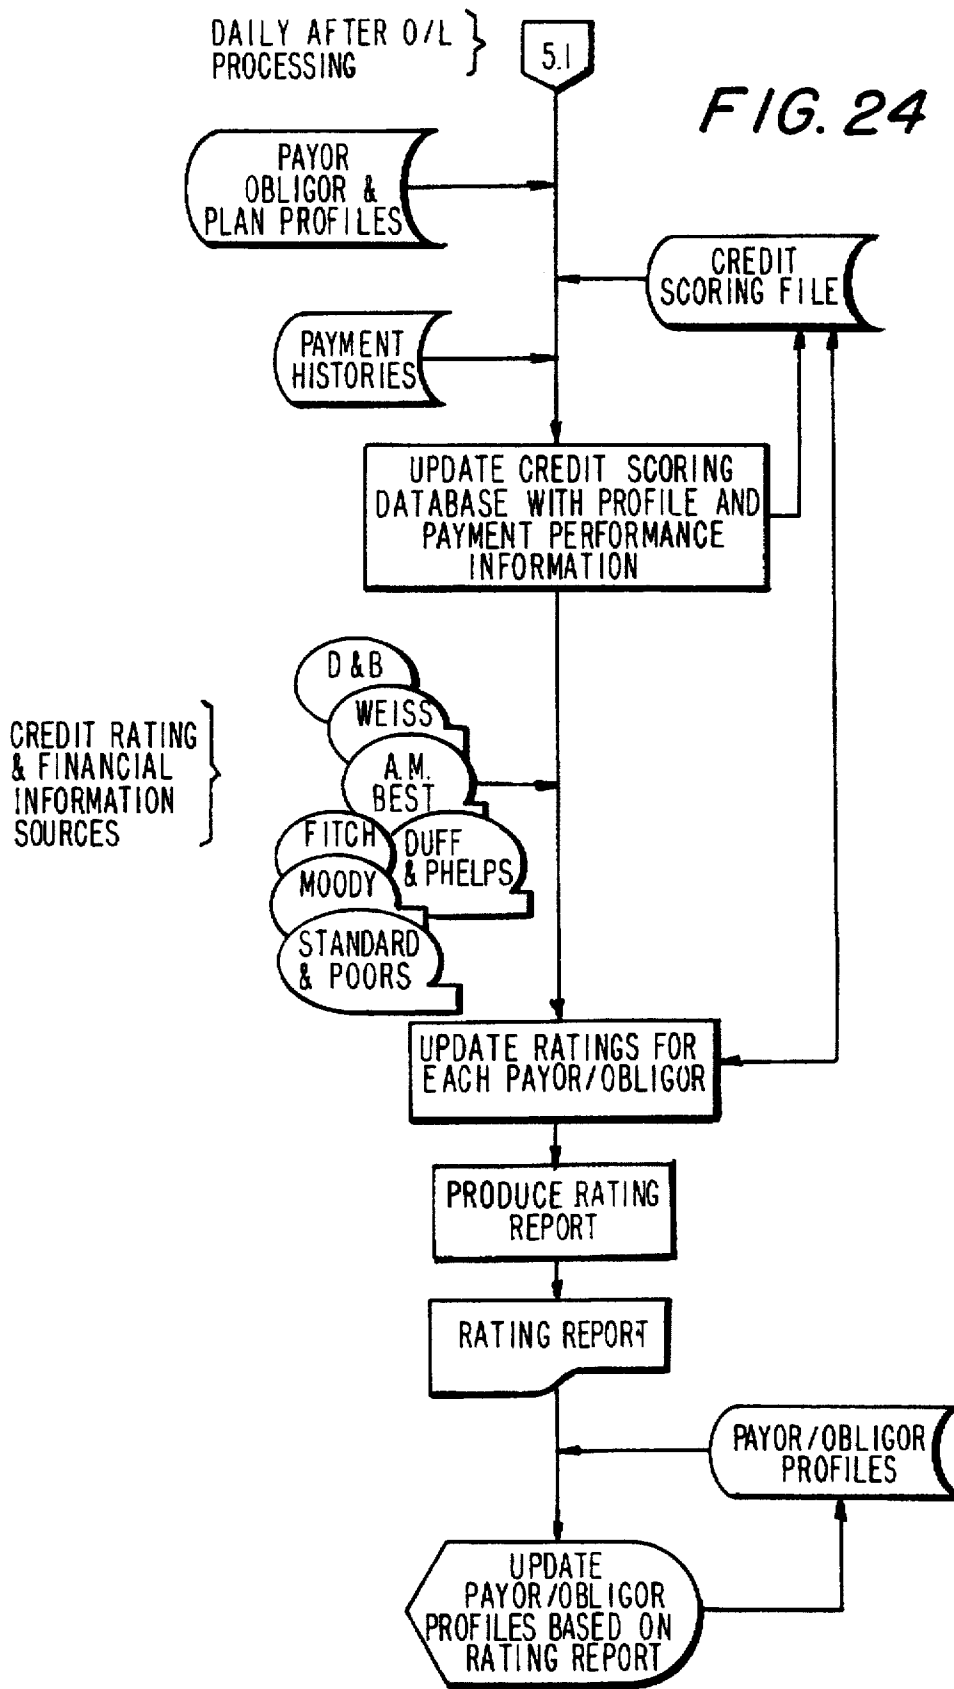 DAILY AFTER O/L
PROCESSING
5.1
FIG. 24
PAYOR
OBLIGOR &
PLAN PROFILES
CREDIT
SCORING FILE
PAYMENT
HISTORIES
UPDATE CREDIT SCORING
DATABASE WITH PROFILE AND
PAYMENT PERFORMANCE
INFORMATION
D & B
WEISS
CREDIT RATING
& FINANCIAL
INFORMATION
SOURCES
A.M.
BEST
FITCH
DUFF
& PHELPS
MOODY
STANDARD
& POORS
UPDATE RATINGS FOR
EACH PAYOR/OBLIGOR
PRODUCE RATING
REPORT
RATING REPORT
PAYOR/OBLIGOR
PROFILES
UPDATE
PAYOR/OBLIGOR
PROFILES BASED ON
RATING REPORT